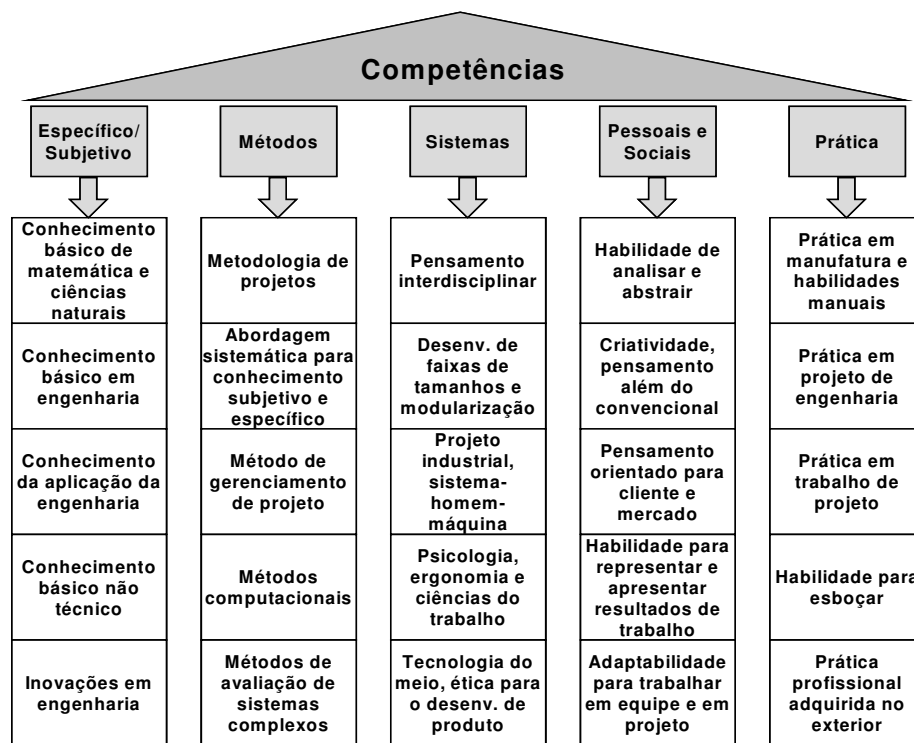 Competências
Específico/
Subjetivo
Métodos
Sistemas
Pessoais e
Sociais
Prática
Conhecimento
básico de
matemática e
ciências
naturais
Conhecimento
básico em
engenharia
Conhecimento
da aplicação da
engenharia
Conhecimento
básico não
técnico
Inovações em
engenharia
Metodologia de
projetos
Abordagem
sistemática para
conhecimento
subjetivo e
específico
Método de
gerenciamento
de projeto
Métodos
computacionais
Métodos de
avaliação de
sistemas
complexos
Pensamento
interdisciplinar
Desenv. de
faixas de
tamanhos e
modularização
Projeto
industrial,
sistema-
homem-
máquina
Psicologia,
ergonomia e
ciências do
trabalho
Tecnologia do
meio, ética para
o desenv. de
produto
Habilidade de
analisar e
abstrair
Criatividade,
pensamento
além do
convencional
Pensamento
orientado para
cliente e
mercado
Habilidade para
representar e
apresentar
resultados de
trabalho
Adaptabilidade
para trabalhar
em equipe e em
projeto
Prática em
manufatura e
habilidades
manuais
Prática em
projeto de
engenharia
Prática em
trabalho de
projeto
Habilidade para
esboçar
Prática
profissional
adquirida no
exterior